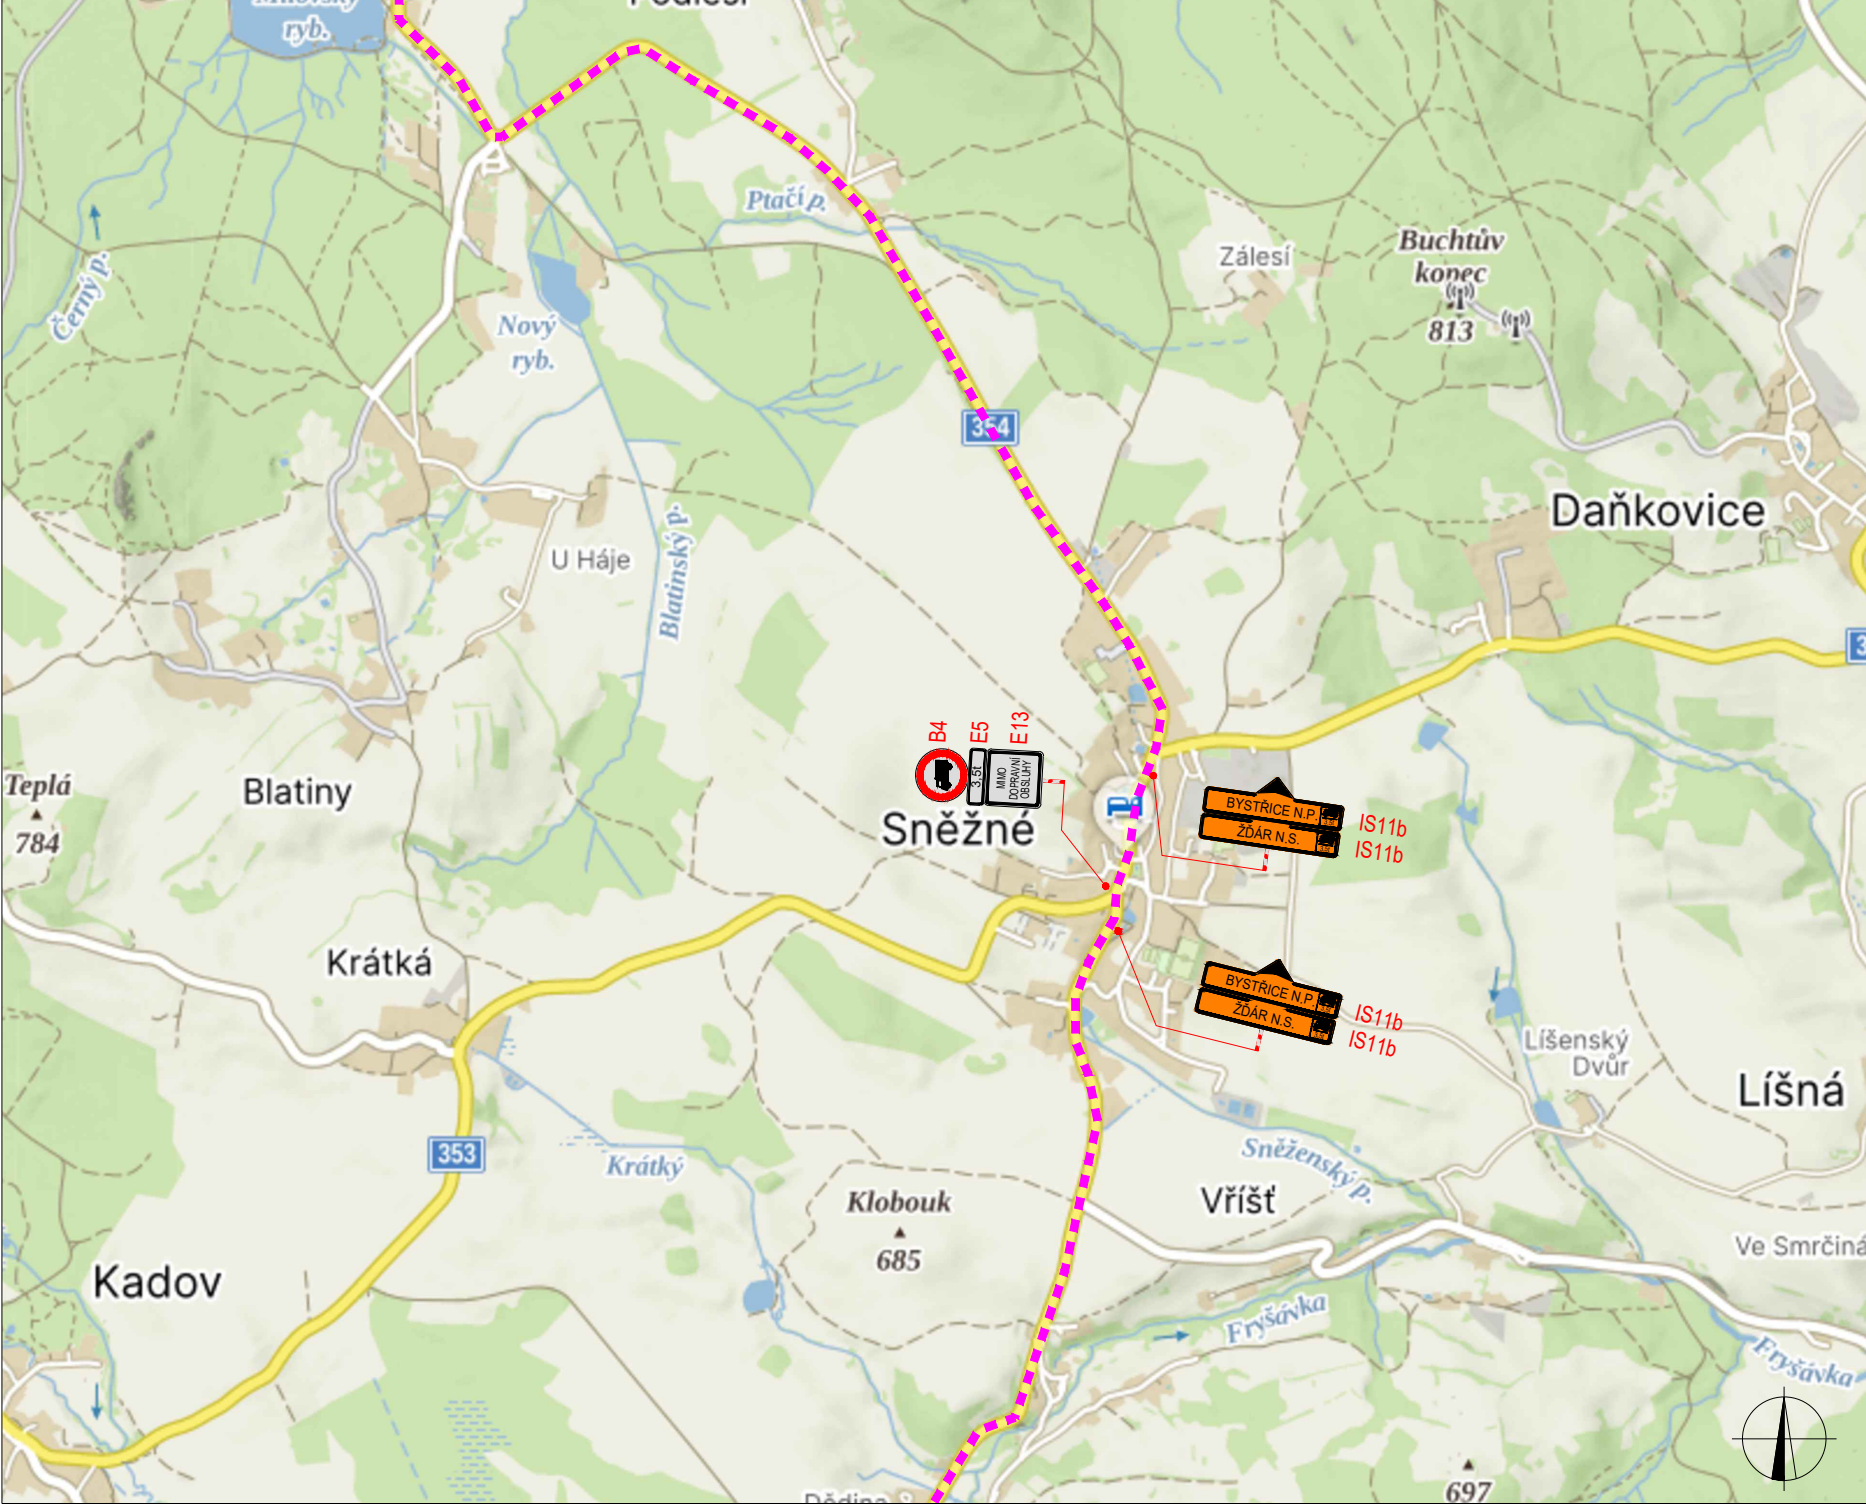 ryb.
Ptačí p.
Zálesí
Buchtův
konec
813
Černý p.
Nový
ryb.
354
Daňkovice
U Háje
Blatinský p.
B4
E5
E13
3,5t
MIMO
DOPRAVNÍ
OBSLUHY
Teplá
784
Blatiny
Sněžné
BYSTŘICE N.P.
ŽĎÁR N.S.
IS11b
IS11b
Krátká
BYSTŘICE N.P.
ŽĎÁR N.S.
IS11b
IS11b
Líšenský
Dvůr
Líšná
353
Krátký
Sněženský p.
Klobouk
685
Vříšť
Ve Smrčiná
Kadov
Fryšávka
Fryšávka
697